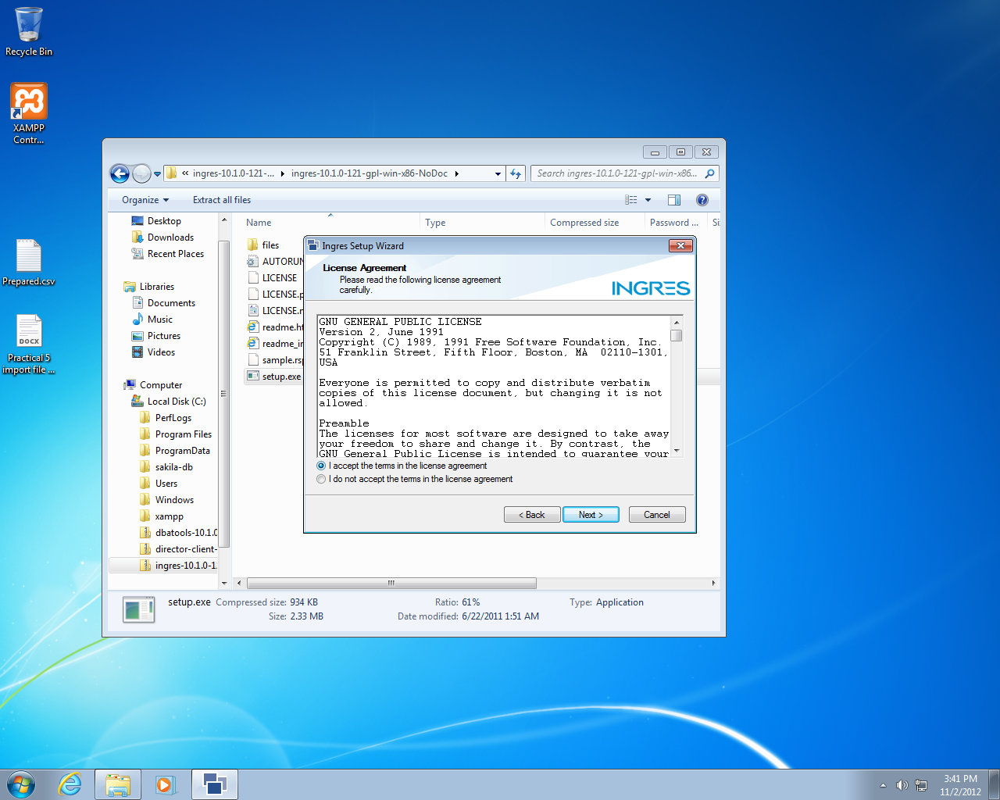 Recycle Bin
XAMPP
Contr...
Prepared.csv
DOCX
Practical 5
import file ...
« ingres-10.1.0-121-... ▸ ingres-10.1.0-121-gpl-win-x86-NoDoc ▸
Search ingres-10.1.0-121-gpl-win-x86...
Organize
Extract all files
Desktop
Downloads
Recent Places
Libraries
Documents
Music
Pictures
Videos
Computer
Local Disk (C:)
PerfLogs
Program Files
ProgramData
sakila-db
Users
Windows
xampp
dbatools-10.1.0
director-client-
ingres-10.1.0-12
Name
Type
Compressed size
Password ...
Si
files
AUTORUN
LICENSE
LICENSE.p
LICENSE.r
readme.ht
readme_in
sample.rsp
setup.exe
Ingres Setup Wizard
License Agreement
Please read the following license agreement
carefully.
INGRES
GNU GENERAL PUBLIC LICENSE
Version 2, June 1991
Copyright (C) 1989, 1991 Free Software Foundation, Inc.
51 Franklin Street, Fifth Floor, Boston, MA  02110-1301,
USA
Everyone is permitted to copy and distribute verbatim
copies of this license document, but changing it is not
allowed.
Preamble
The licenses for most software are designed to take away
your freedom to share and change it. By contrast, the
GNU General Public License is intended to guarantee your
I accept the terms in the license agreement
I do not accept the terms in the license agreement
< Back
Next >
Cancel
setup.exe Compressed size: 934 KB
Ratio: 61%
Type: Application
Size: 2.33 MB
Date modified: 6/22/2011 1:51 AM
3:41 PM
11/2/2012